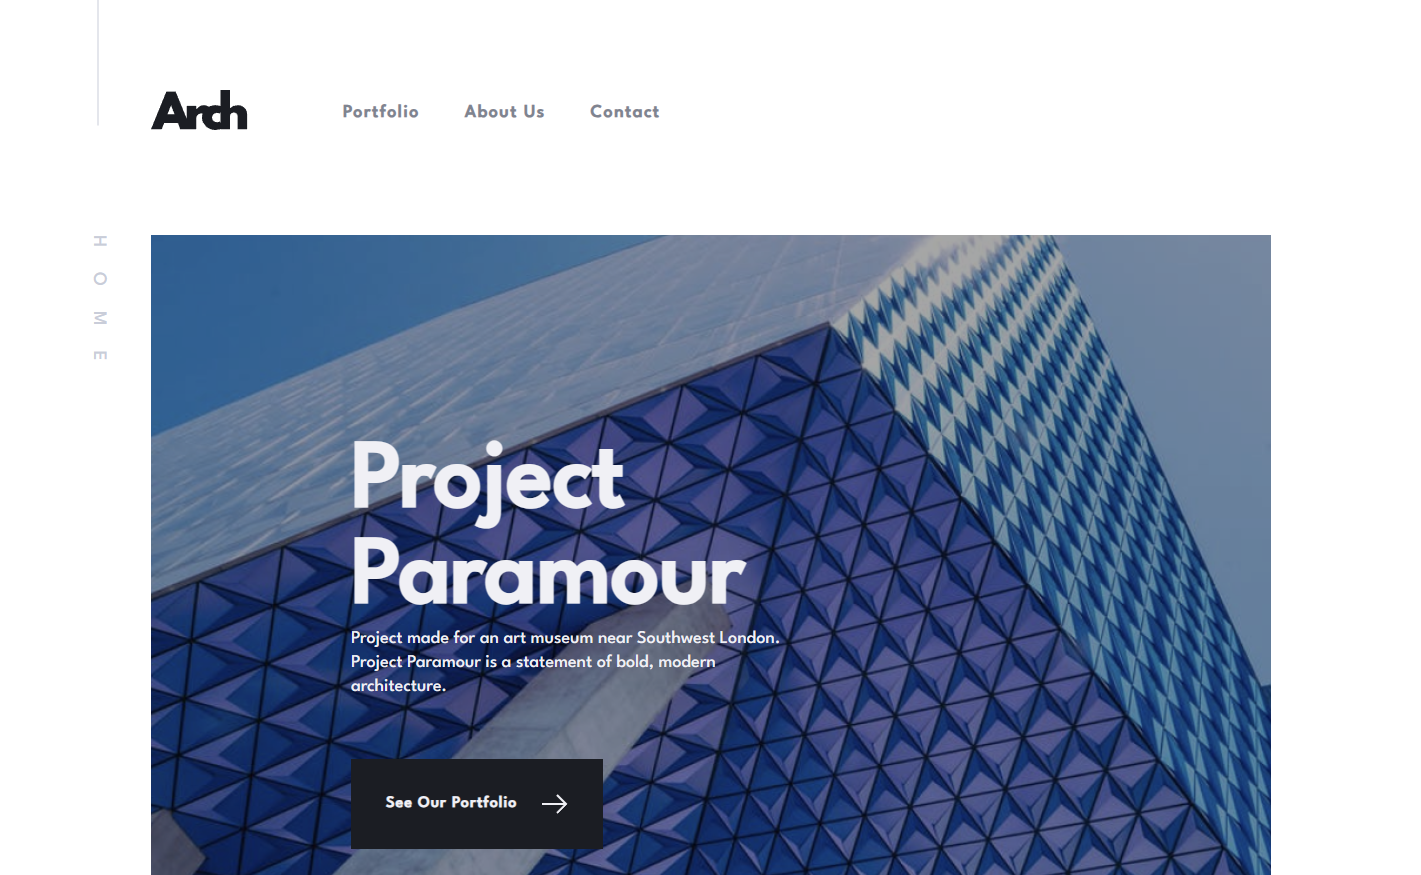 Arch
Portfolio
About Us
Contact
HOME
Project
Paramour
Project made for an art museum near Southwest London.
Project Paramour is a statement of bold, modern
architecture.
See Our Portfolio